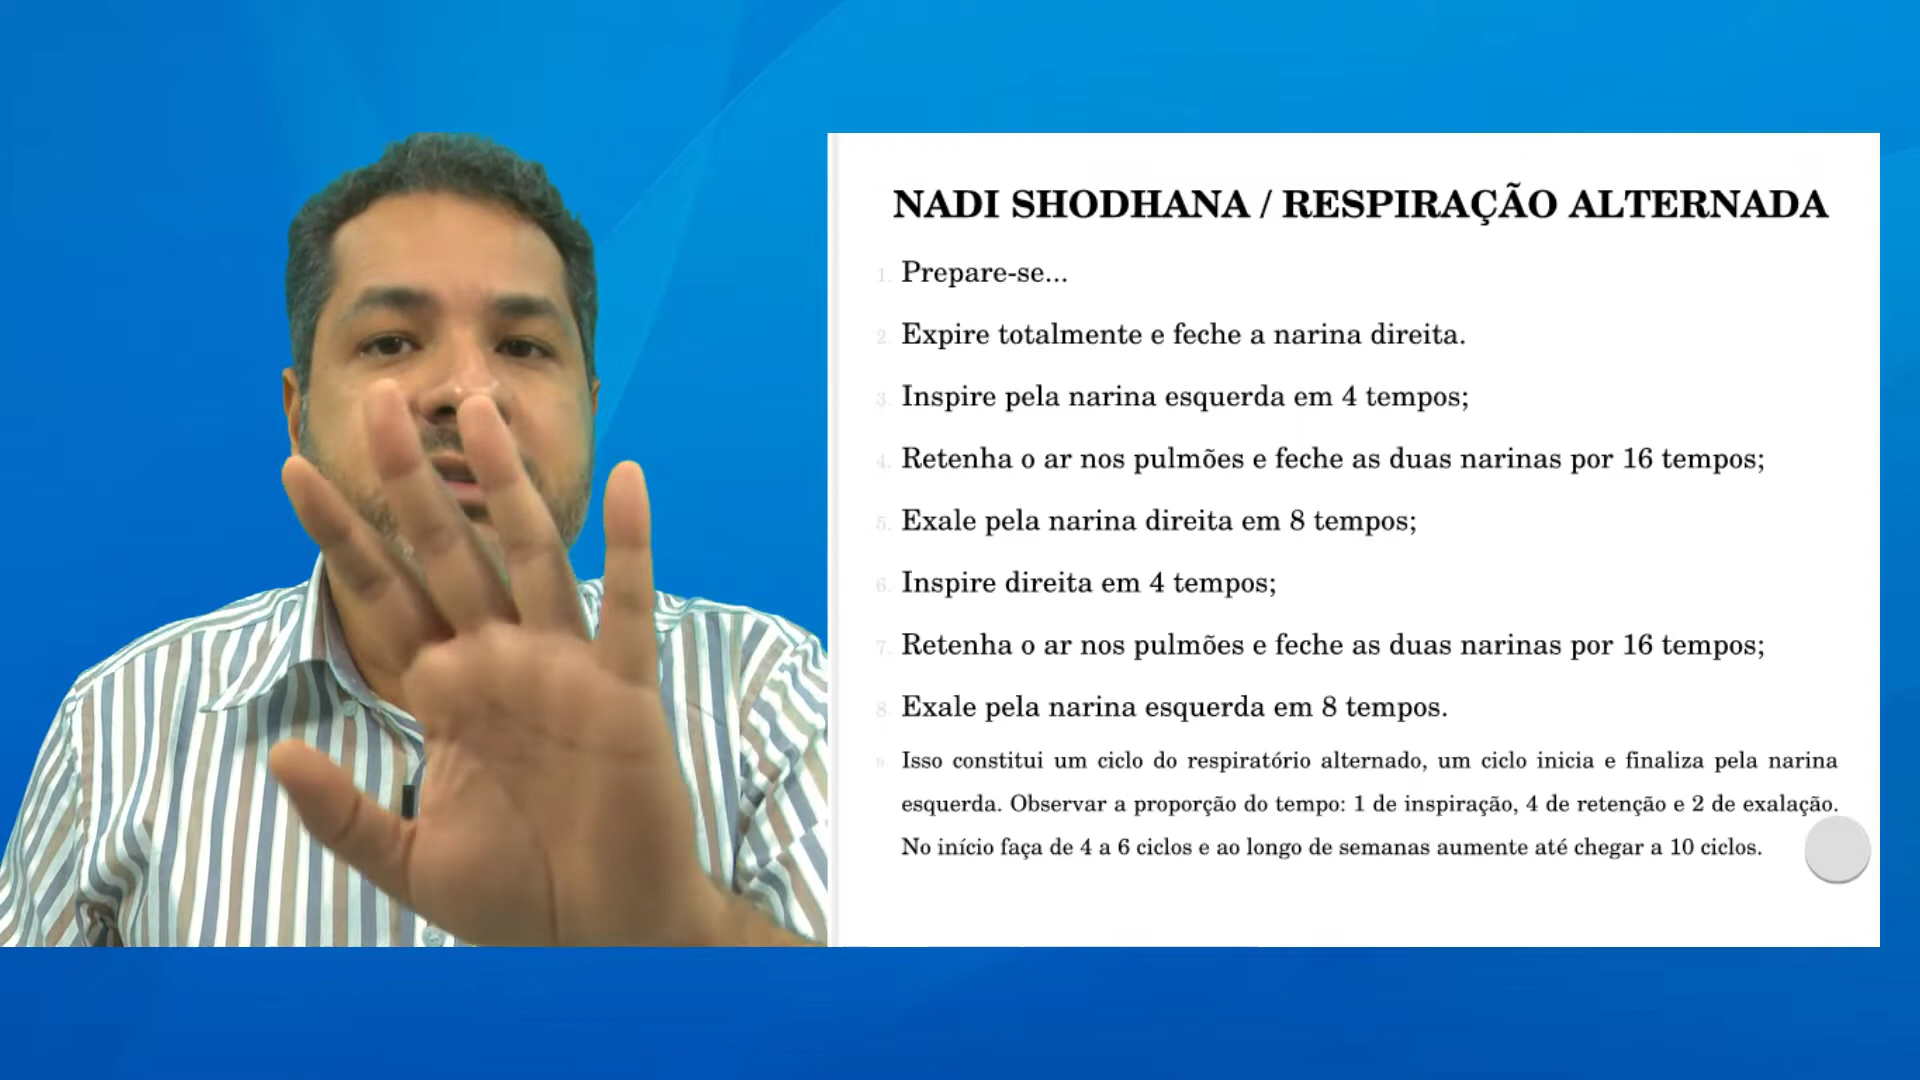 NADI SHODHANA / RESPIRAÇÃO ALTERNADA
1. Prepare-se...
2. Expire totalmente e feche a narina direita.
3. Inspire pela narina esquerda em 4 tempos;
4. Retenha o ar nos pulmões e feche as duas narinas por 16 tempos;
5. Exale pela narina direita em 8 tempos;
6. Inspire direita em 4 tempos;
7. Retenha o ar nos pulmões e feche as duas narinas por 16 tempos;
8. Exale pela narina esquerda em 8 tempos.
9. Isso constitui um ciclo do respiratório alternado, um ciclo inicia e finaliza pela narina
esquerda. Observar a proporção do tempo: 1 de inspiração, 4 de retenção e 2 de exalação.
No início faça de 4 a 6 ciclos e ao longo de semanas aumente até chegar a 10 ciclos.